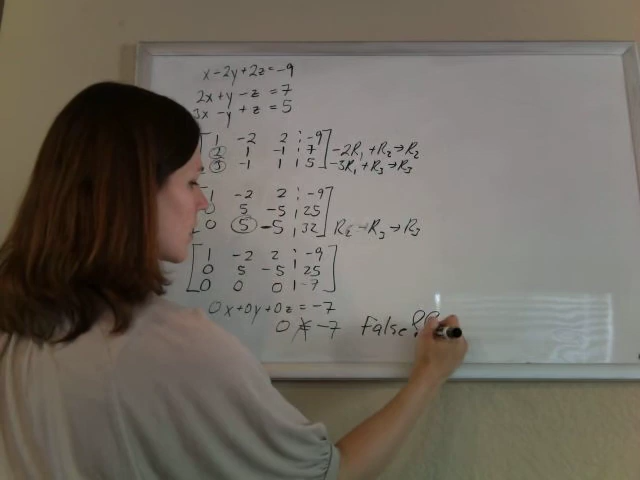 x - 2y + 2z = -9
2x + y - z = 7
3x - y + z = 5
1 -2 2 | -9
2 1 -1 | 7 ] -2R1 + R2 → R2
3 -1 1 | 5 ] -3R1 + R3 → R3
1 -2 2 | -9
0 5 -5 | 25
0 5 -5 | 32 ] R2 - R3 → R3
[ 1 -2 2 | -9
0 5 -5 | 25
0 0 0 | -7 ]
0x + 0y + 0z = -7
0 ≠ -7 False